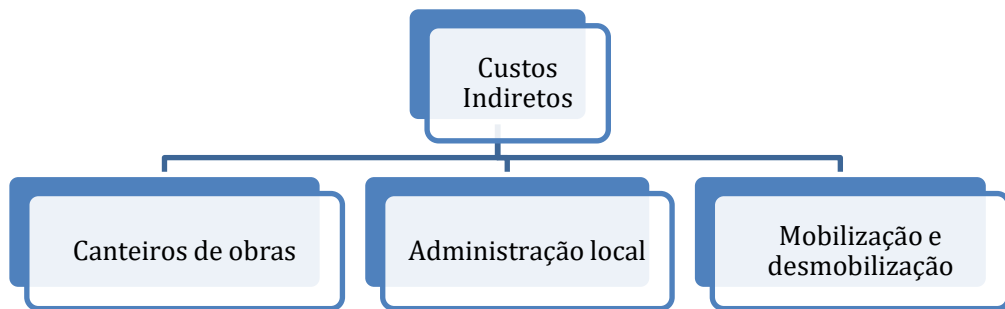 Custos
Indiretos
Canteiros de obras
Administração local
Mobilização e
desmobilização